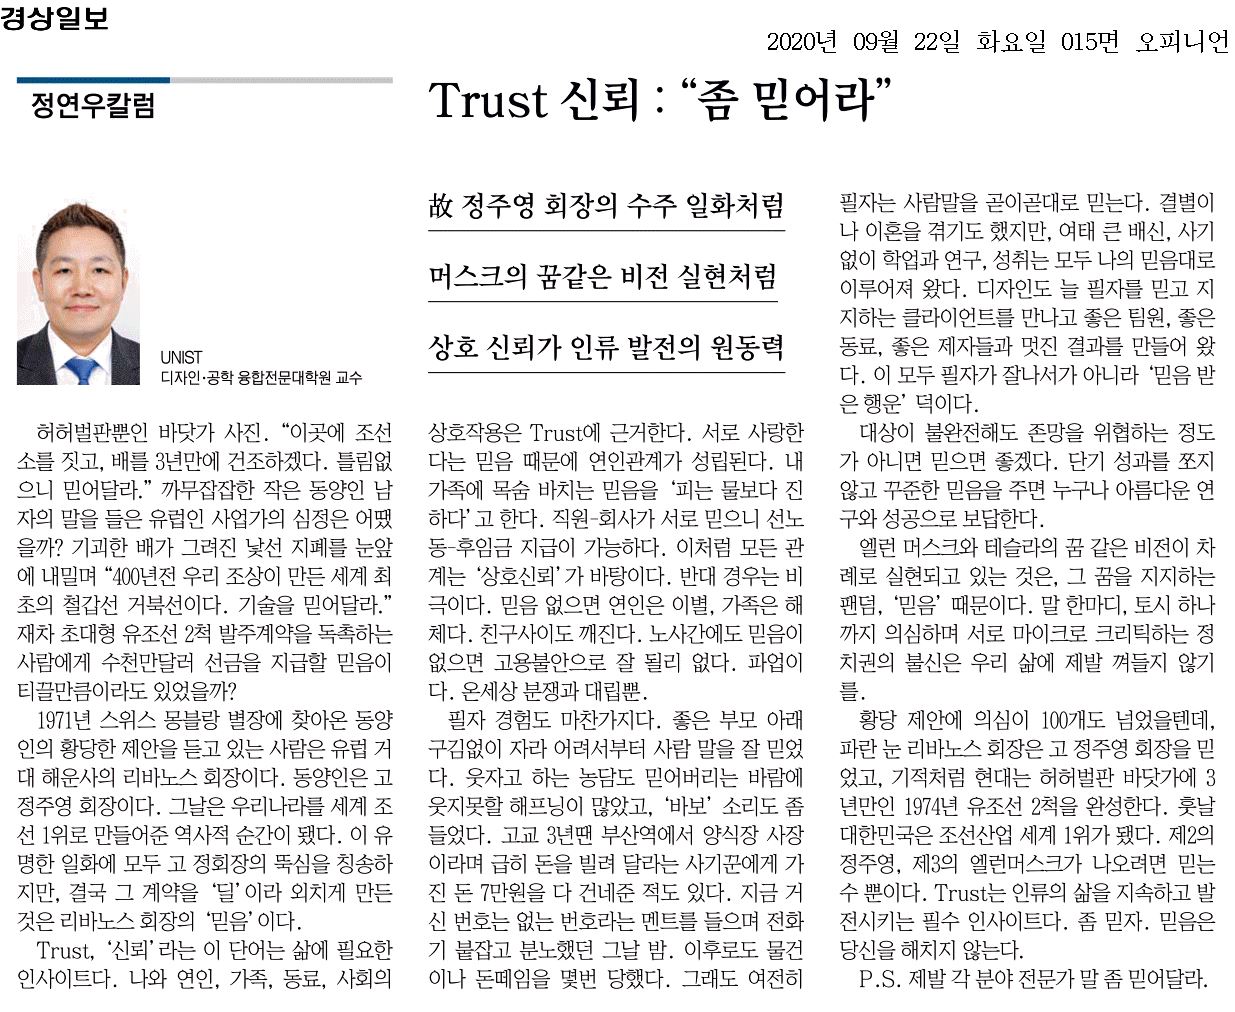 경상일보
2020년 09월 22일 화요일 015면 오피니언
정연우칼럼
Trust 신뢰 : “좀 믿어라”
UNIST
디자인·공학 융합전문대학원 교수
故 정주영 회장의 수주 일화처럼
머스크의 꿈같은 비전 실현처럼
상호 신뢰가 인류 발전의 원동력
허허벌판뿐인 바닷가 사진. “이곳에 조선
소를 짓고, 배를 3년만에 건조하겠다. 틀림없
으니 믿어달라.” 까무잡잡한 작은 동양인 남
자의 말을 들은 유럽인 사업가의 심정은 어땠
을까? 기괴한 배가 그려진 낯선 지폐를 눈앞
에 내밀며 “400년전 우리 조상이 만든 세계 최
초의 철갑선 거북선이다. 기술을 믿어달라.”
재차 초대형 유조선 2척 발주계약을 독촉하는
사람에게 수천만달러 선금을 지급할 믿음이
티끌만큼이라도 있었을까?
1971년 스위스 몽블랑 별장에 찾아온 동양
인의 황당한 제안을 듣고 있는 사람은 유럽 거
대 해운사의 리바노스 회장이다. 동양인은 고
정주영 회장이다. 그날은 우리나라를 세계 조
선 1위로 만들어준 역사적 순간이 됐다. 이 유
명한 일화에 모두 고 정회장의 뚝심을 칭송하
지만, 결국 그 계약을 ‘딜’이라 외치게 만든
것은 리바노스 회장의 ‘믿음’이다.
Trust, ‘신뢰’라는 이 단어는 삶에 필요한
인사이트다. 나와 연인, 가족, 동료, 사회의
상호작용은 Trust에 근거한다. 서로 사랑한
다는 믿음 때문에 연인관계가 성립된다. 내
가족에 목숨 바치는 믿음을 ‘피는 물보다 진
하다’고 한다. 직원-회사가 서로 믿으니 선노
동-후임금 지급이 가능하다. 이처럼 모든 관
계는 ‘상호신뢰’가 바탕이다. 반대 경우는 비
극이다. 믿음 없으면 연인은 이별, 가족은 해
체다. 친구사이도 깨진다. 노사간에도 믿음이
없으면 고용불안으로 잘 될리 없다. 파업이
다. 온세상 분쟁과 대립뿐.
필자 경험도 마찬가지다. 좋은 부모 아래
구김없이 자라 어려서부터 사람 말을 잘 믿었
다. 웃자고 하는 농담도 믿어버리는 바람에
웃지못할 해프닝이 많았고, ‘바보’ 소리도 좀
들었다. 고교 3년땐 부산역에서 양식장 사장
이라며 급히 돈을 빌려 달라는 사기꾼에게 가
진 돈 7만원을 다 건네준 적도 있다. 지금 거
신 번호는 없는 번호라는 멘트를 들으며 전화
기 붙잡고 분노했던 그날 밤. 이후로도 물건
이나 돈떼임을 몇번 당했다. 그래도 여전히
필자는 사람말을 곧이곧대로 믿는다. 결별이
나 이혼을 겪기도 했지만, 여태 큰 배신, 사기
없이 학업과 연구, 성취는 모두 나의 믿음대로
이루어져 왔다. 디자인도 늘 필자를 믿고 지
지하는 클라이언트를 만나고 좋은 팀원, 좋은
동료, 좋은 제자들과 멋진 결과를 만들어 왔
다. 이 모두 필자가 잘나서가 아니라 ‘믿음 받
은 행운’ 덕이다.
대상이 불완전해도 존망을 위협하는 정도
가 아니면 믿으면 좋겠다. 단기 성과를 쪼지
않고 꾸준한 믿음을 주면 누구나 아름다운 연
구와 성공으로 보답한다.
엘런 머스크와 테슬라의 꿈 같은 비전이 차
례로 실현되고 있는 것은, 그 꿈을 지지하는
팬덤, ‘믿음’ 때문이다. 말 한마디, 토시 하나
까지 의심하며 서로 마이크로 크리틱하는 정
치권의 불신은 우리 삶에 제발 껴들지 않기
를.
황당 제안에 의심이 100개도 넘었을텐데,
파란 눈 리바노스 회장은 고 정주영 회장을 믿
었고, 기적처럼 현대는 허허벌판 바닷가에 3
년만인 1974년 유조선 2척을 완성한다. 훗날
대한민국은 조선산업 세계 1위가 됐다. 제2의
정주영, 제3의 엘런머스크가 나오려면 믿는
수 뿐이다. Trust는 인류의 삶을 지속하고 발
전시키는 필수 인사이트다. 좀 믿자. 믿음은
당신을 해치지 않는다.
P.S. 제발 각 분야 전문가 말 좀 믿어달라.